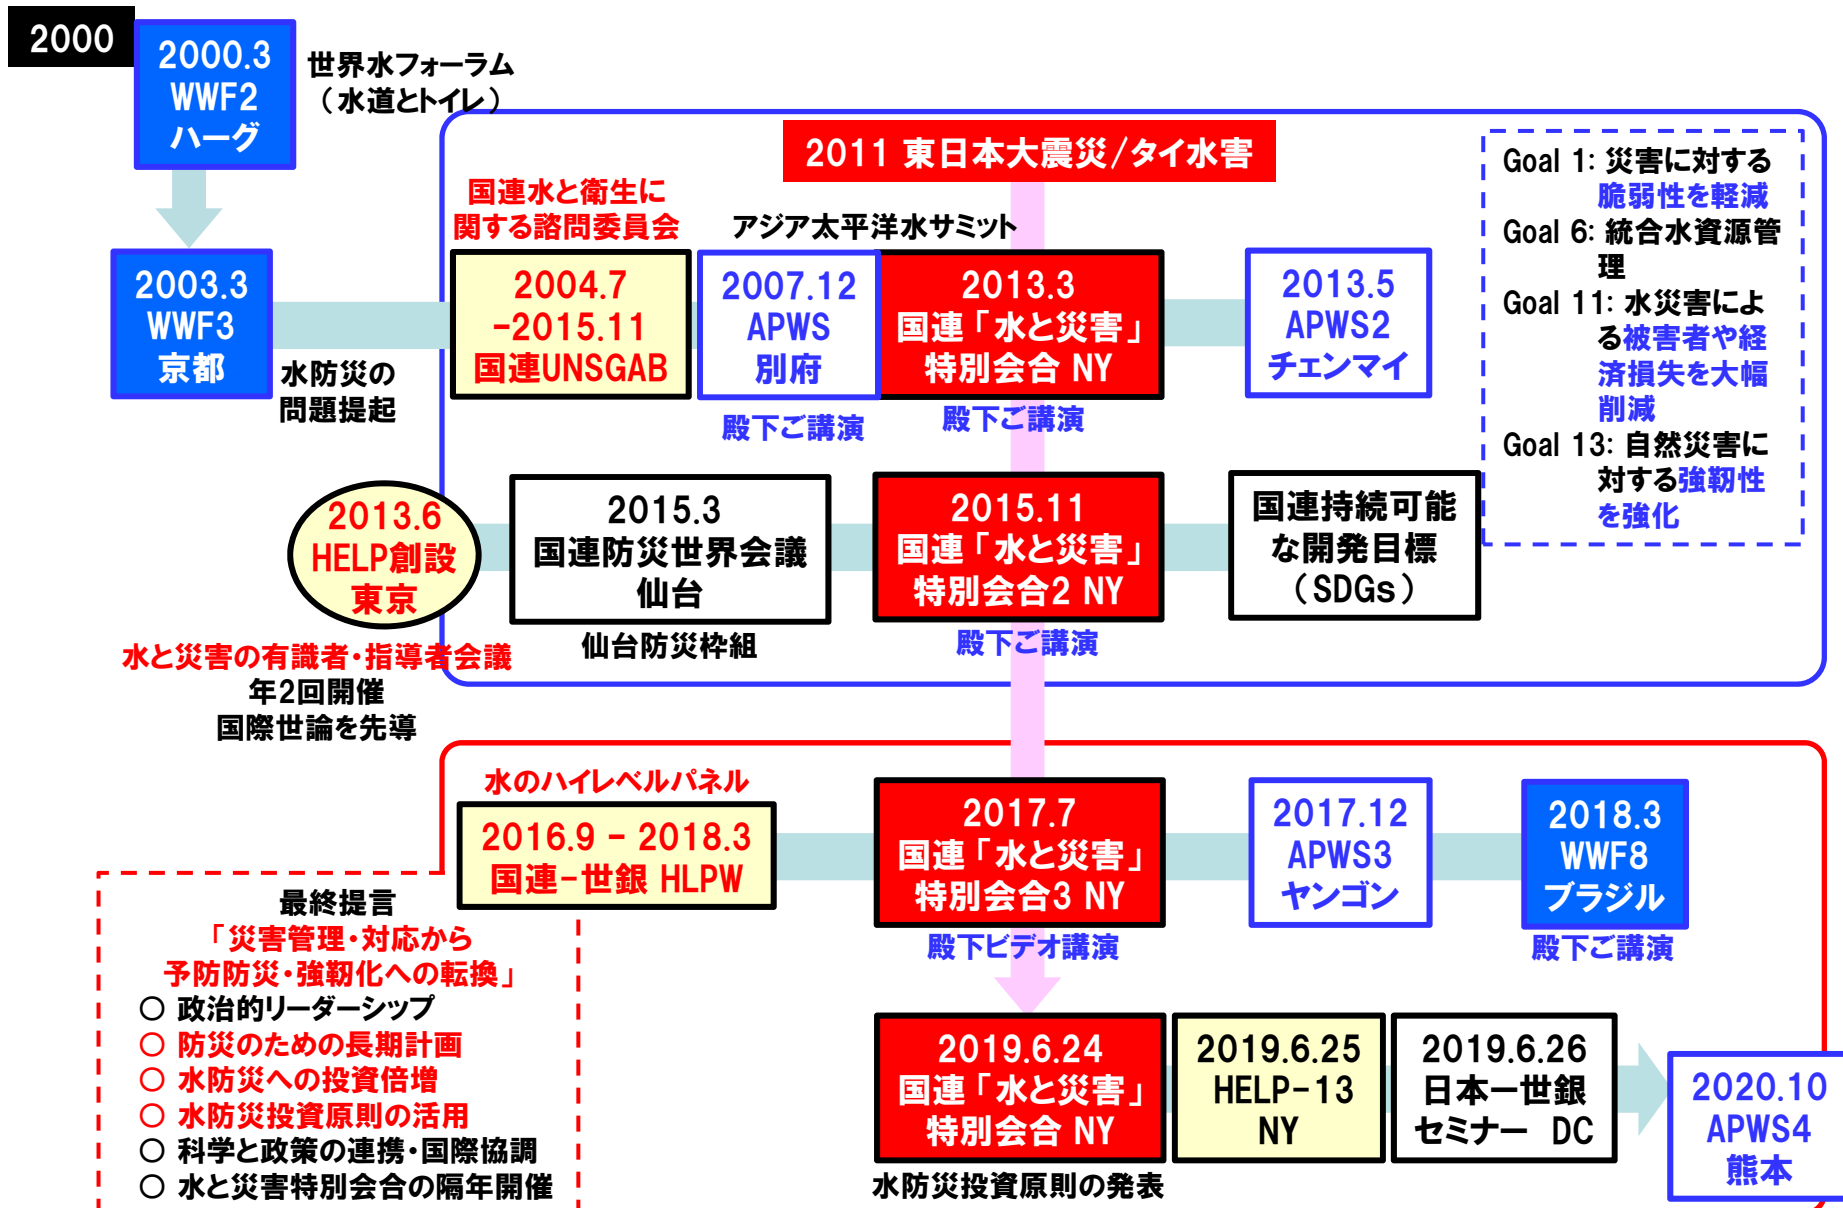 2000
2000.3
WWF2
ハーグ
世界水フォーラム
（水道とトイレ）
2011 東日本大震災/タイ水害
国連水と衛生に
関する諮問委員会
アジア太平洋水サミット
2003.3
WWF3
京都
水防災の
問題提起
2004.7
-2015.11
国連UNSGAB
2007.12
APWS
別府
殿下ご講演
2013.3
国連「水と災害」
特別会合 NY
殿下ご講演
2013.5
APWS2
チェンマイ
Goal 1: 災害に対する
脆弱性を軽減
Goal 6: 統合水資源管
理
Goal 11: 水災害によ
る被害者や経
済損失を大幅
削減
Goal 13: 自然災害に
対する強靭性
を強化
2013.6
HELP創設
東京
水と災害の有識者・指導者会議
年2回開催
国際世論を先導
2015.3
国連防災世界会議
仙台
仙台防災枠組
2015.11
国連「水と災害」
特別会合2 NY
殿下ご講演
国連持続可能
な開発目標
（SDGs）
水のハイレベルパネル
2016.9 - 2018.3
国連-世銀 HLPW
2017.7
国連「水と災害」
特別会合3 NY
殿下ビデオ講演
2017.12
APWS3
ヤンゴン
2018.3
WWF8
ブラジル
殿下ご講演
最終提言
「災害管理・対応から
予防防災・強靭化への転換」
○ 政治的リーダーシップ
○ 防災のための長期計画
○ 水防災への投資倍増
○ 水防災投資原則の活用
○ 科学と政策の連携・国際協調
○ 水と災害特別会合の隔年開催
2019.6.24
国連「水と災害」
特別会合 NY
水防災投資原則の発表
2019.6.25
HELP-13
NY
2019.6.26
日本ー世銀
セミナー DC
2020.10
APWS4
熊本